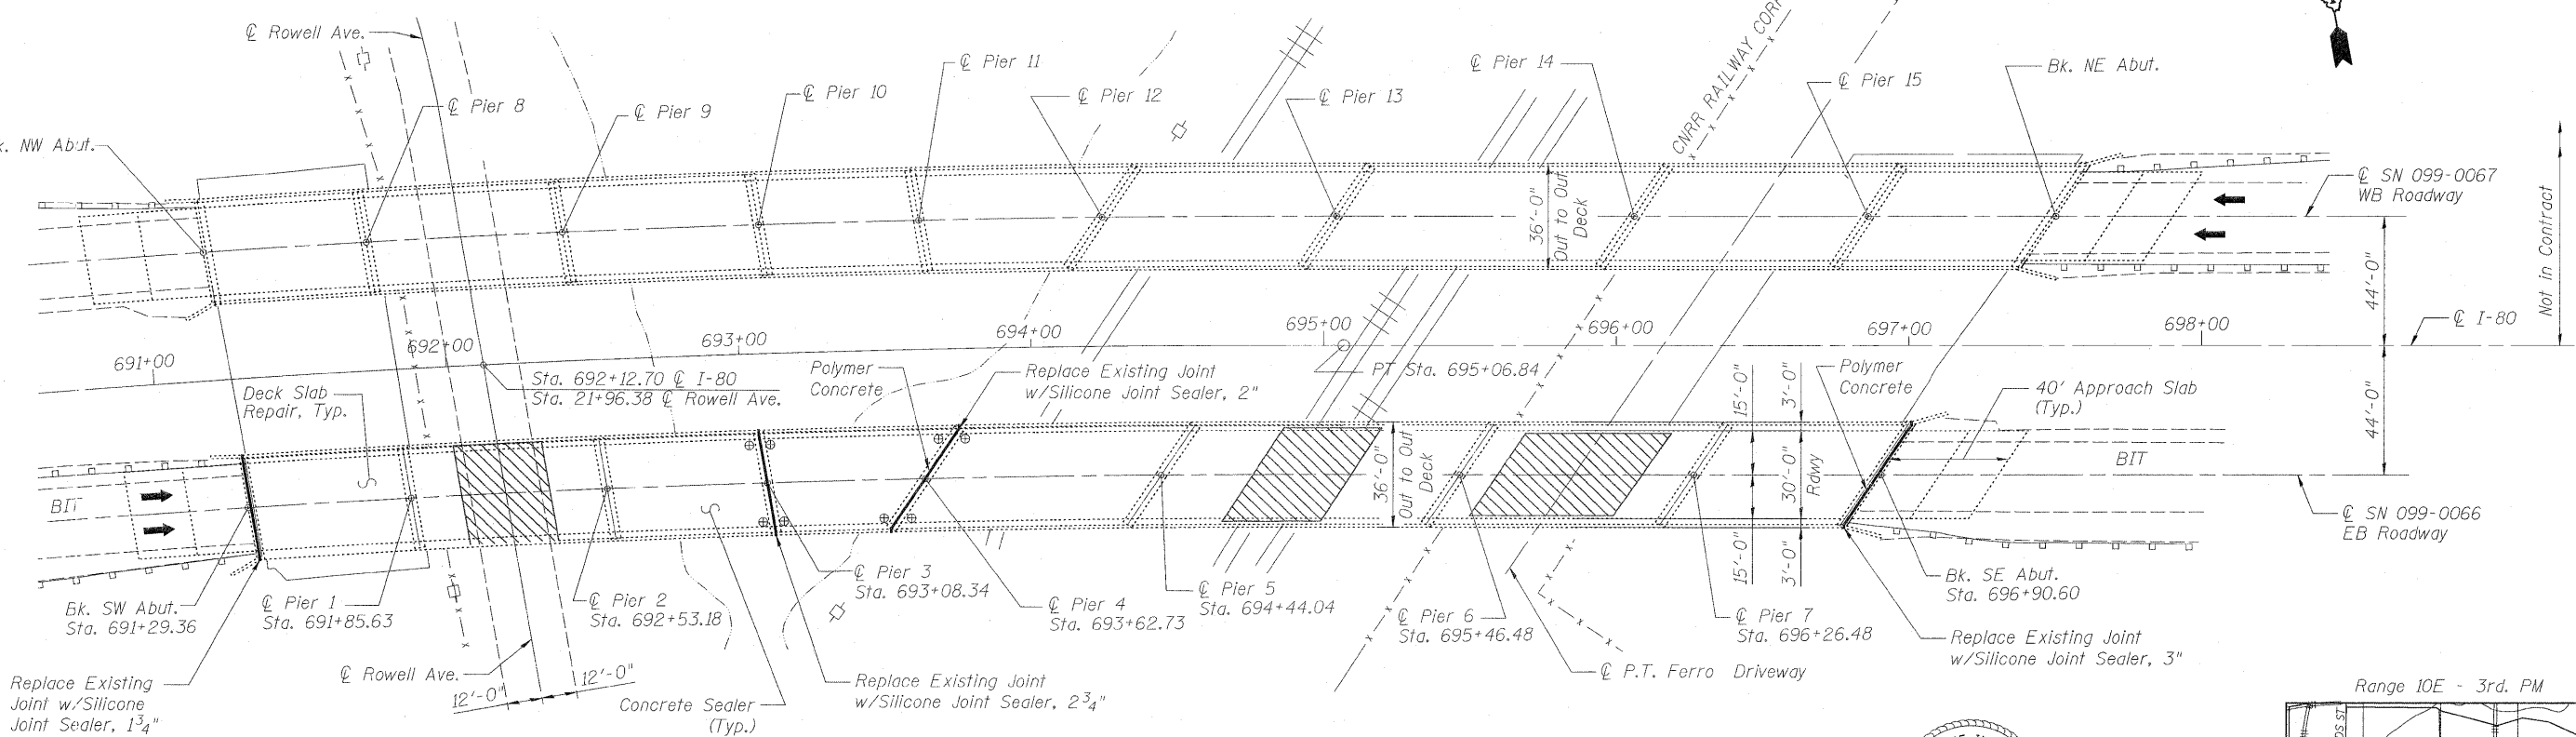 ℄ Rowell Ave.
℄ Pier 8
℄ Pier 9
℄ Pier 10
℄ Pier 11
℄ Pier 12
℄ Pier 13
℄ Pier 14
℄ Pier 15
CNRR RAILWAY
Bk. NE Abut.
NW Abut.
36'-0"
Out to Out
Deck
℄ SN 099-0067
WB Roadway
Not in Contract
44'-0"
℄ I-80
44'-0"
691+00
692+00
693+00
694+00
695+00
696+00
697+00
698+00
Sta. 692+12.70 ℄ I-80
Sta. 21+96.38 ℄ Rowell Ave.
PT Sta. 695+06.84
Deck Slab
Repair, Typ.
Polymer
Concrete
Replace Existing Joint
w/Silicone Joint Sealer, 2"
Polymer
Concrete
40' Approach Slab
(Typ.)
BIT
BIT
36'-0"
Out to Out
Deck
15'-0"
15'-0"
3'-0"
30'-0"
Rdwy
3'-0"
℄ SN 099-0066
EB Roadway
Bk. SW Abut.
Sta. 691+29.36
℄ Pier 1
Sta. 691+85.63
℄ Pier 2
Sta. 692+53.18
℄ Pier 3
Sta. 693+08.34
℄ Pier 4
Sta. 693+62.73
℄ Pier 5
Sta. 694+44.04
℄ Pier 6
Sta. 695+46.48
℄ Pier 7
Sta. 696+26.48
Bk. SE Abut.
Sta. 696+90.60
Replace Existing
Joint w/Silicone
Joint Sealer, 1¾"
℄ Rowell Ave.
12'-0"
12'-0"
Concrete Sealer
(Typ.)
Replace Existing Joint
w/Silicone Joint Sealer, 2¾"
℄ P.T. Ferro Driveway
Replace Existing Joint
w/Silicone Joint Sealer, 3"
Range 10E - 3rd. PM